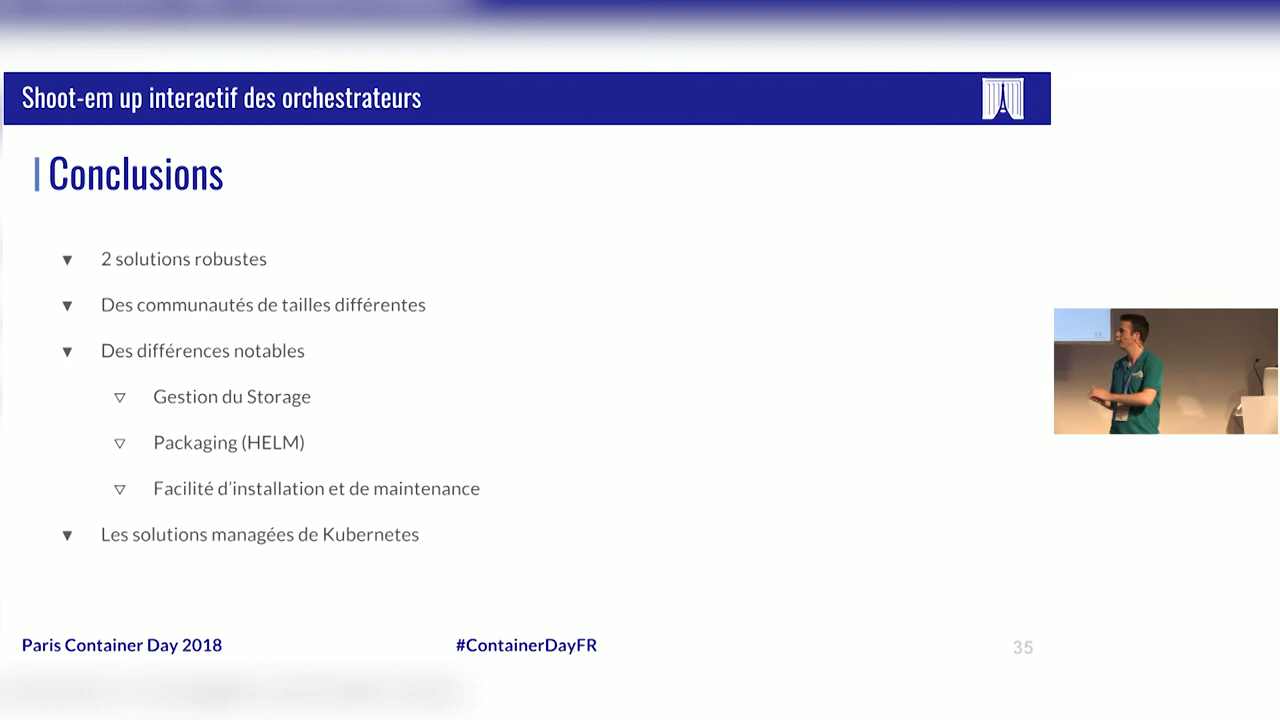 Shoot-em up interactif des orchestrateurs
Conclusions
2 solutions robustes
Des communautés de tailles différentes
Des différences notables
Gestion du Storage
Packaging (HELM)
Facilité d'installation et de maintenance
Les solutions managées de Kubernetes
Paris Container Day 2018
#ContainerDayFR
35